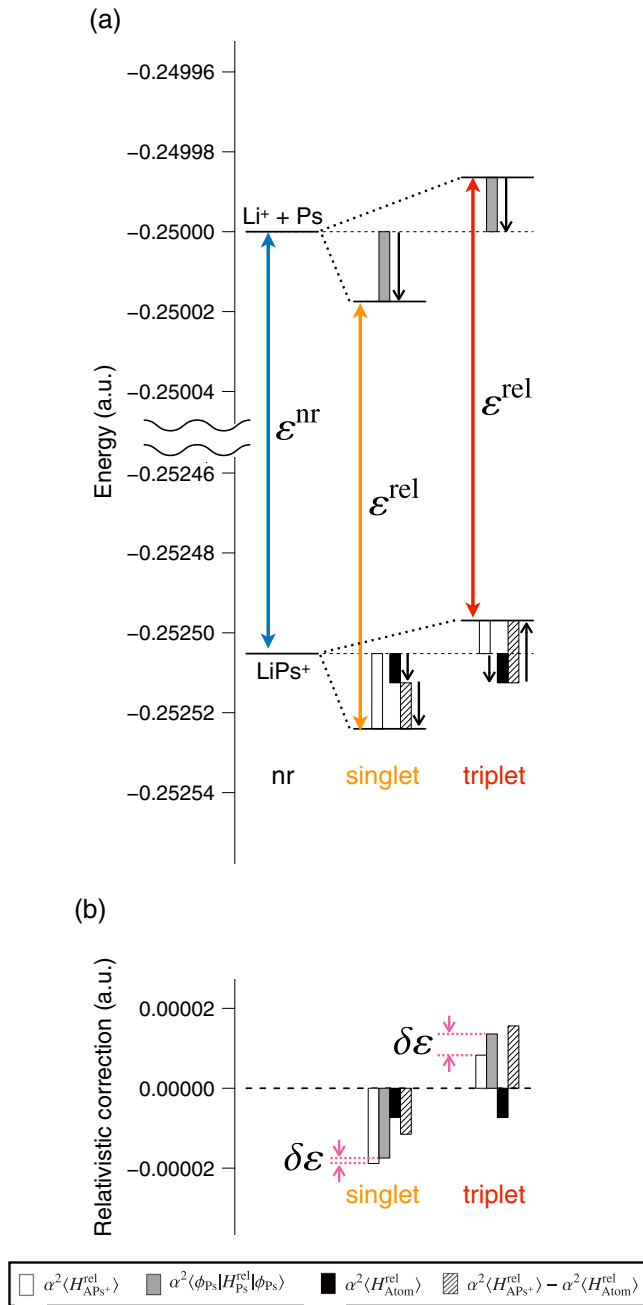 (a)
−0.24996
−0.24998
Li⁺ + Ps
−0.25000
−0.25002
−0.25004
Energy (a.u.)
εⁿʳ
εʳᵉˡ
εʳᵉˡ
−0.25246
−0.25248
−0.25250
LiPs⁺
−0.25252
nr singlet triplet
−0.25254
(b)
Relativistic correction (a.u.)
0.00002
δε
0.00000
−0.00002
δε
singlet triplet
α²⟨H^rel_APs⁺⟩ α²⟨ϕ_Ps|H^rel_Ps|ϕ_Ps⟩ α²⟨H^rel_Atom⟩ α²⟨H^rel_APs⁺⟩ − α²⟨H^rel_Atom⟩